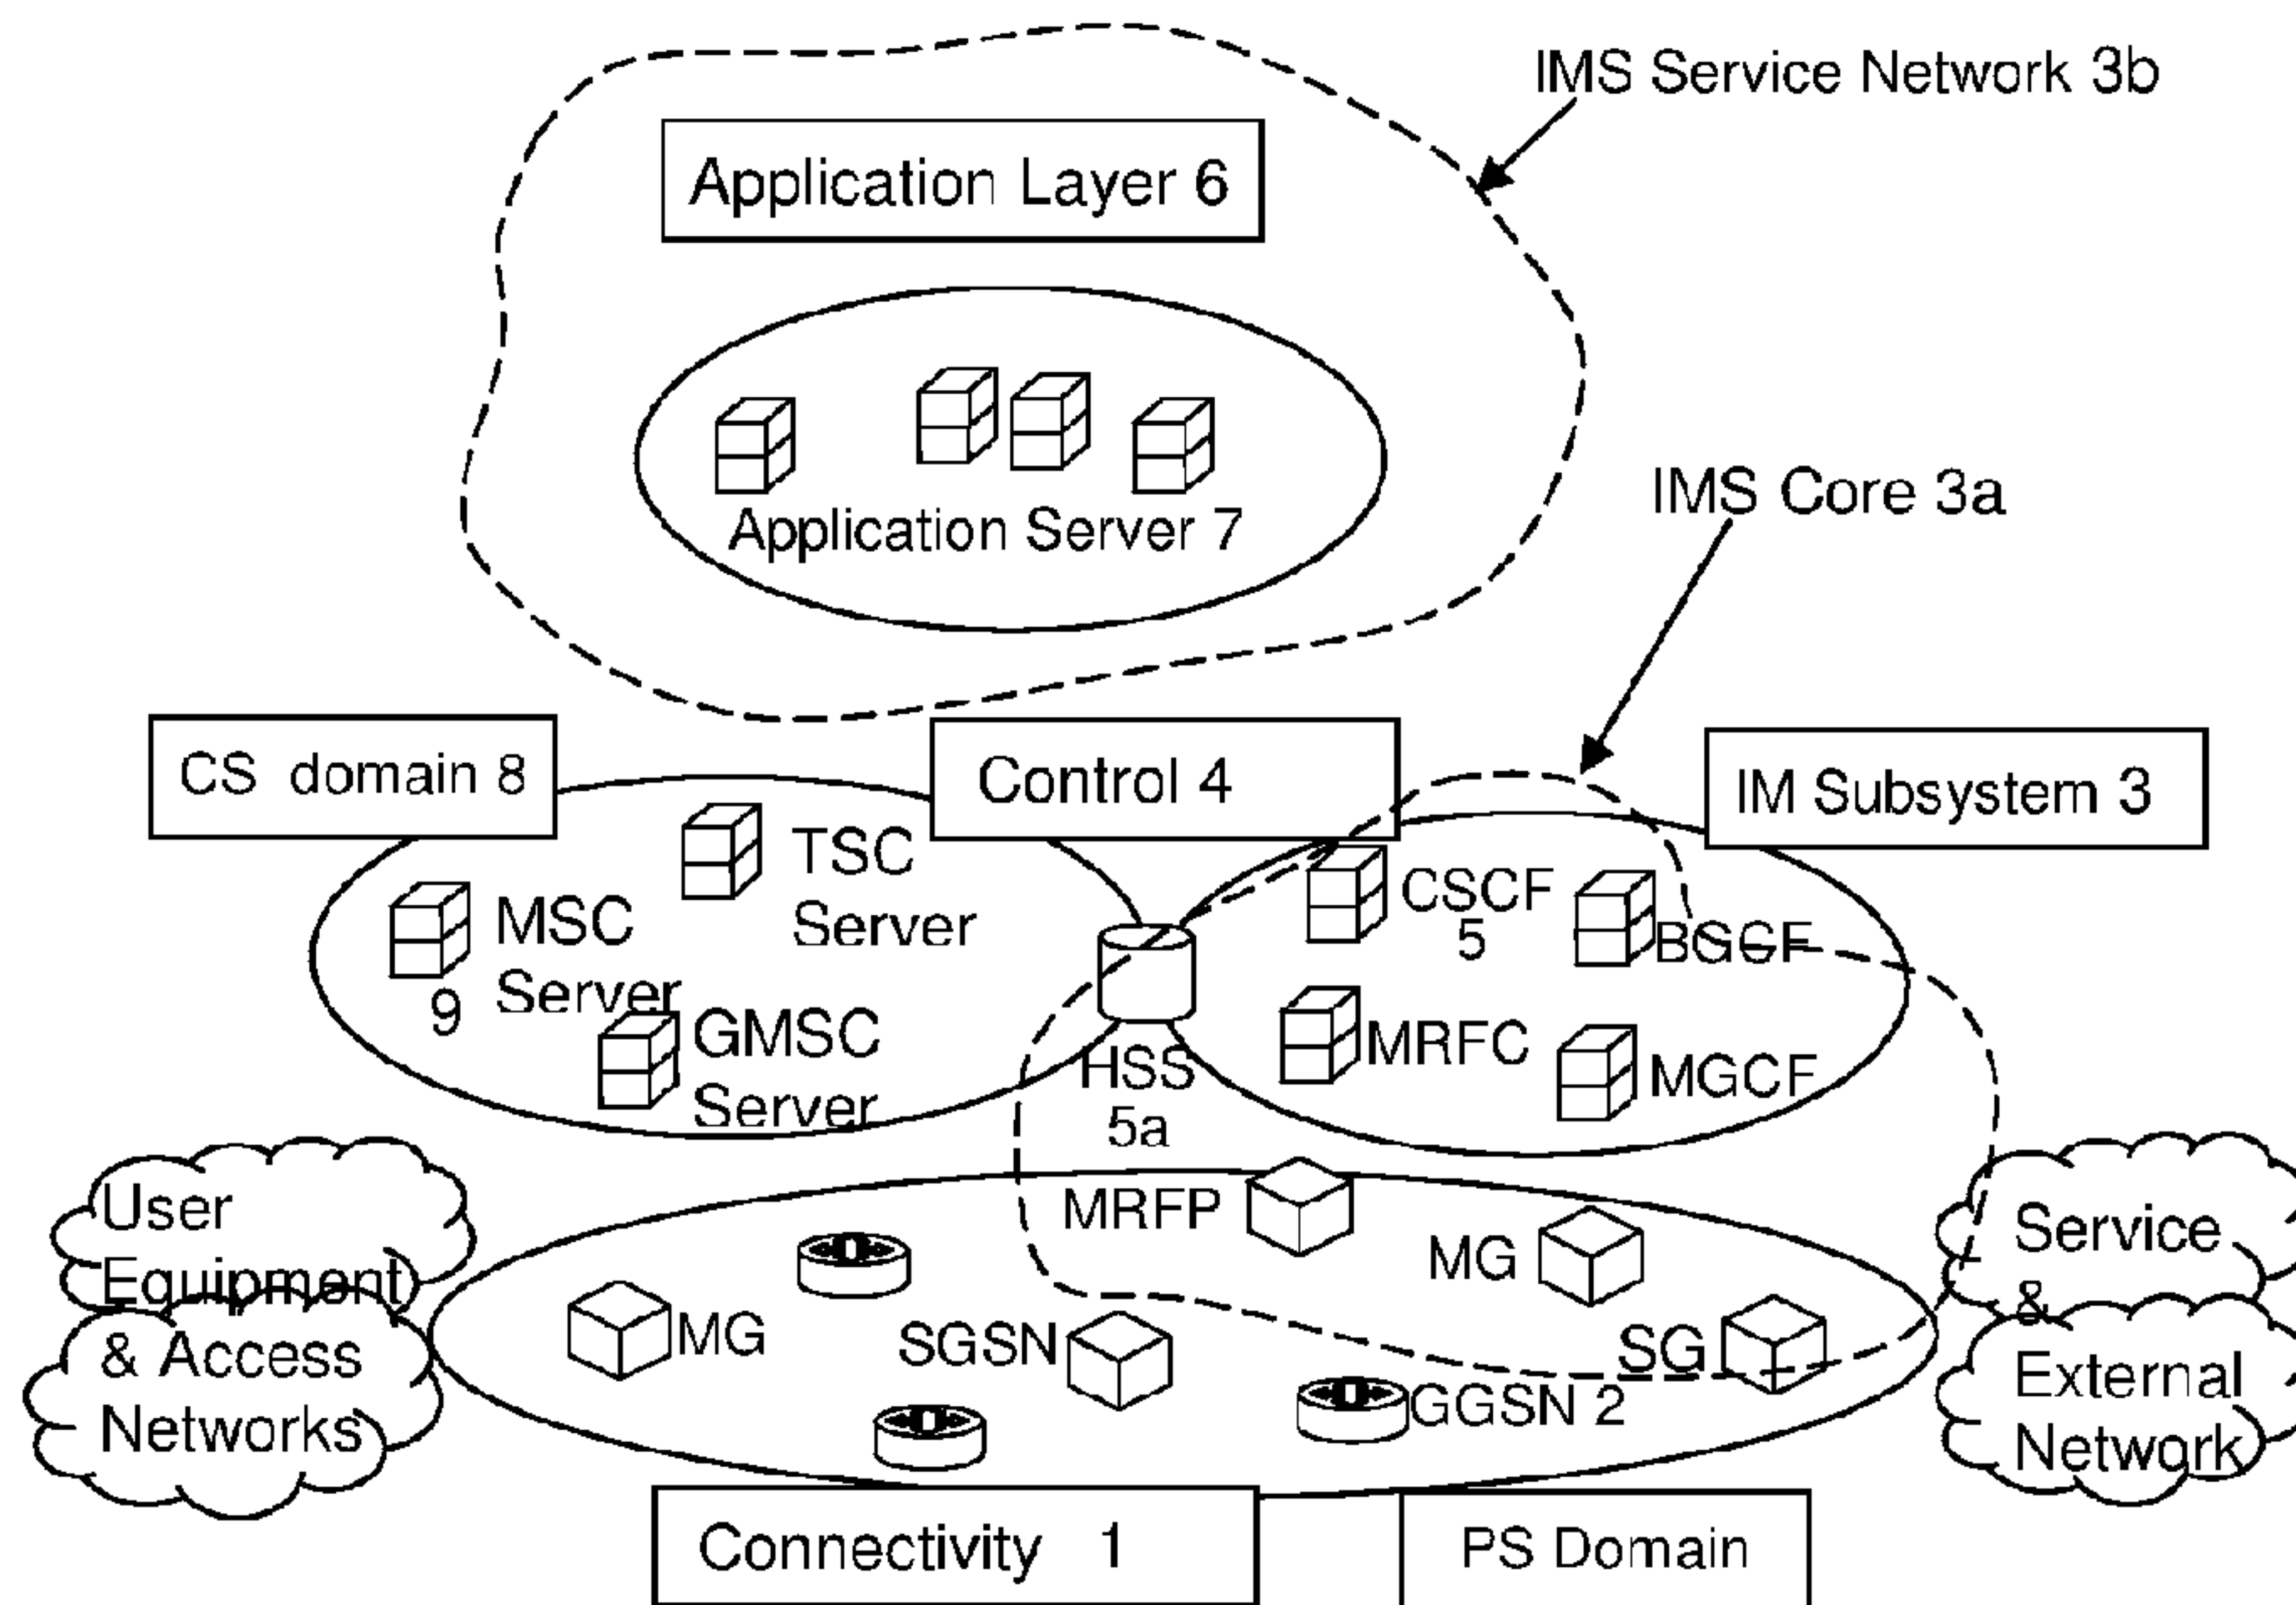 IMS Service Network 3b
Application Layer 6
IMS Core 3a
Application Server 7
CS domain 8
Control 4
IM Subsystem 3
TSC
Server
MSC
Server
9
GMSC
Server
CSCF
5
BGCF
MRFC
MGCF
HSS
5a
User
Equipment
& Access
Networks
MRFP
MG
MG
SGSN
SG
GGSN 2
Service
&
External
Network
Connectivity 1
PS Domain